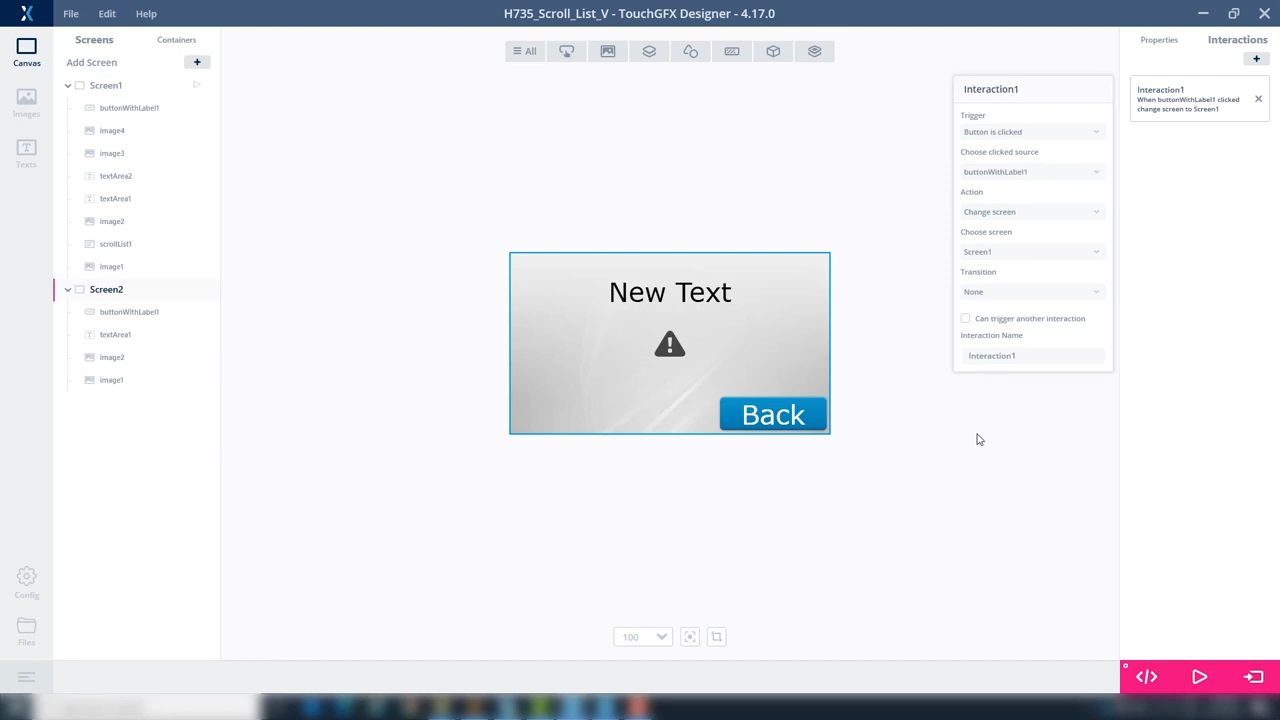 File Edit Help
H735_Scroll_List_V - TouchGFX Designer - 4.17.0
Canvas
Images
Texts
Config
Files
Screens Containers
Add Screen +
Screen1
buttonWithLabel1
image4
image3
textArea2
textArea1
image2
scrollList1
image1
Screen2
buttonWithLabel1
textArea1
image2
image1
All
New Text
Back
100
Interaction1
Trigger
Button is clicked
Choose clicked source
buttonWithLabel1
Action
Change screen
Choose screen
Screen1
Transition
None
Can trigger another interaction
Interaction Name
Interaction1
Properties Interactions
+
Interaction1
When buttonWithLabel1 clicked
change screen to Screen1